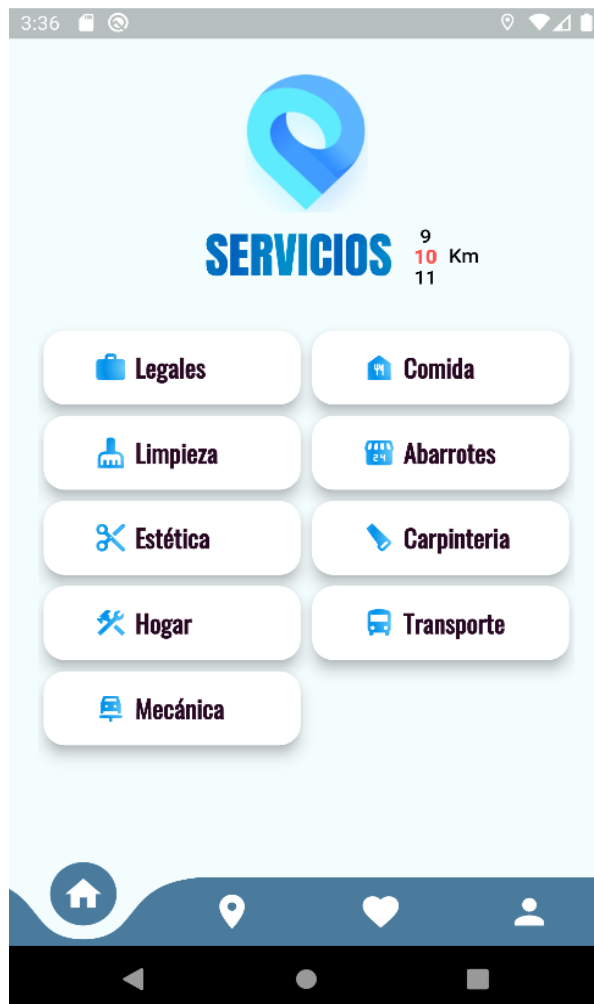 3:36
SERVICIOS
9
10 Km
11
Legales
Comida
Limpieza
Abarrotes
Estética
Carpinteria
Hogar
Transporte
Mecánica